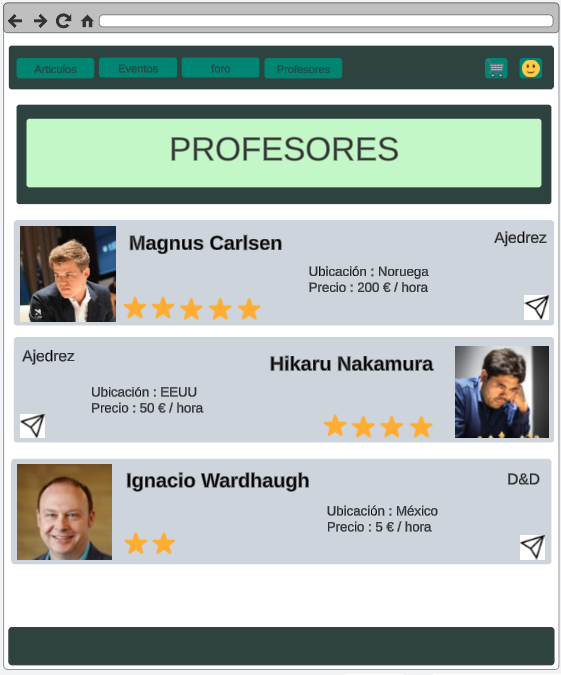 Articulos
Eventos
foro
Profesores
PROFESORES
Magnus Carlsen
Ajedrez
Ubicación : Noruega
Precio : 200 € / hora
Ajedrez
Hikaru Nakamura
Ubicación : EEUU
Precio : 50 € / hora
Ignacio Wardhaugh
D&D
Ubicación : México
Precio : 5 € / hora